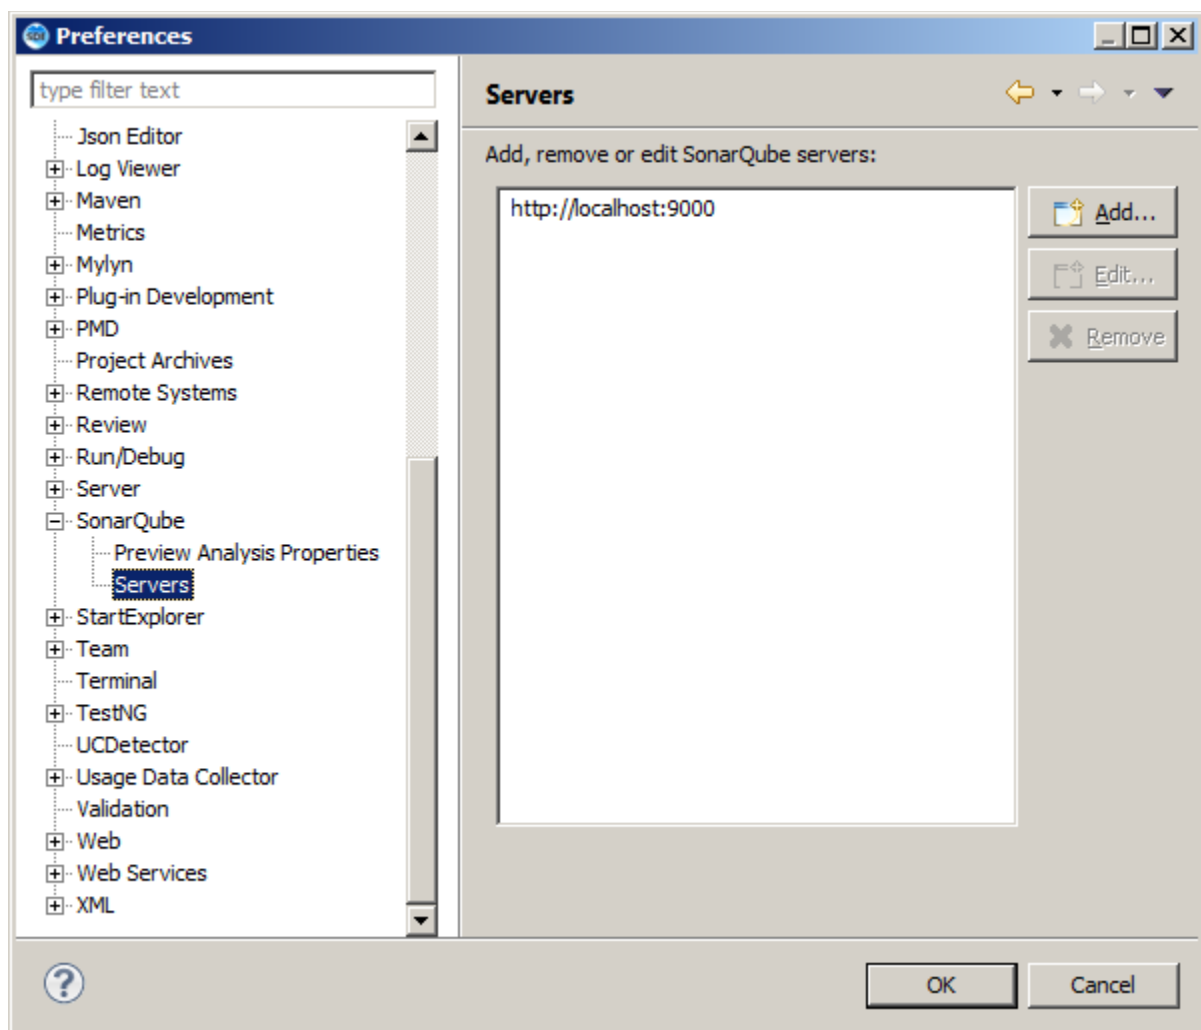 Preferences
type filter text
Json Editor
Log Viewer
Maven
Metrics
Mylyn
Plug-in Development
PMD
Project Archives
Remote Systems
Review
Run/Debug
Server
SonarQube
Preview Analysis Properties
Servers
StartExplorer
Team
Terminal
TestNG
UCDetector
Usage Data Collector
Validation
Web
Web Services
XML
Servers
Add, remove or edit SonarQube servers:
http://localhost:9000
Add...
Edit...
Remove
?
OK
Cancel